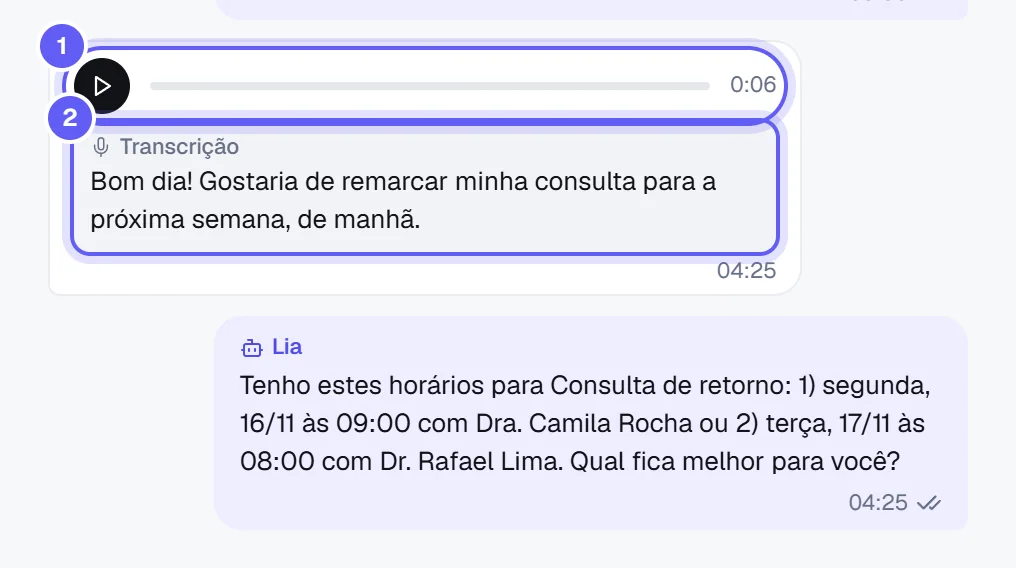 1
0:06
2
Transcrição
Bom dia! Gostaria de remarcar minha consulta para a
próxima semana, de manhã.
04:25
Lia
Tenho estes horários para Consulta de retorno: 1) segunda,
16/11 às 09:00 com Dra. Camila Rocha ou 2) terça, 17/11 às
08:00 com Dr. Rafael Lima. Qual fica melhor para você?
04:25